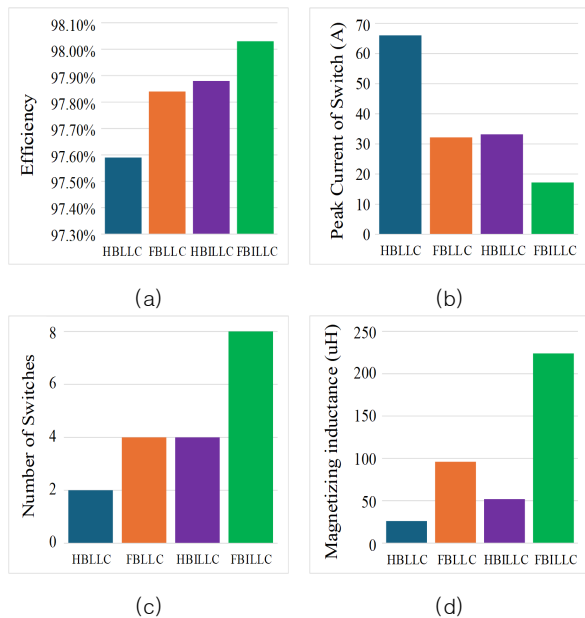 98.10%
98.00%
97.90%
97.80%
97.70%
97.60%
97.50%
97.40%
97.30%
Efficiency
HBLLC FBLLC HBILLC FBILLC
(a)
70
60
50
40
30
20
10
0
Peak Current of Switch (A)
HBLLC FBLLC HBILLC FBILLC
(b)
8
6
4
2
0
Number of Switches
HBLLC FBLLC HBILLC FBILLC
(c)
250
200
150
100
50
0
Magnetizing inductance (uH)
HBLLC FBLLC HBILLC FBILLC
(d)